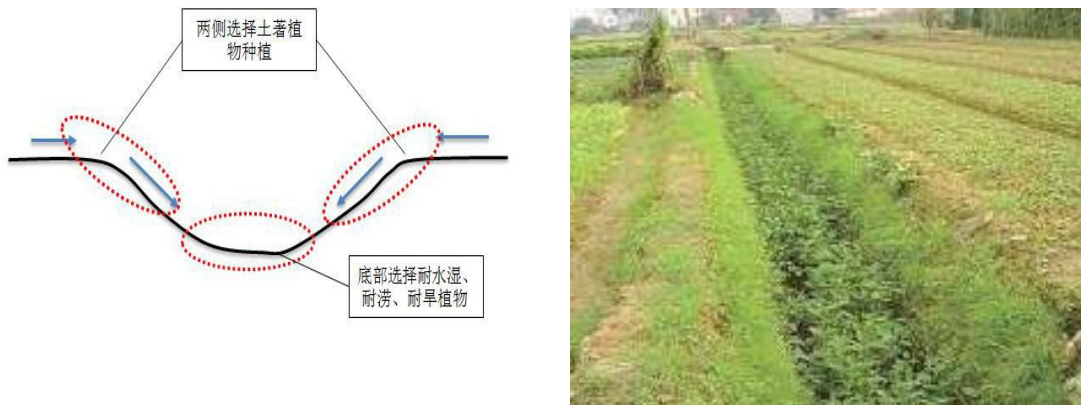 两侧选择土著植
物种植
底部选择耐水湿、
耐涝、耐旱植物